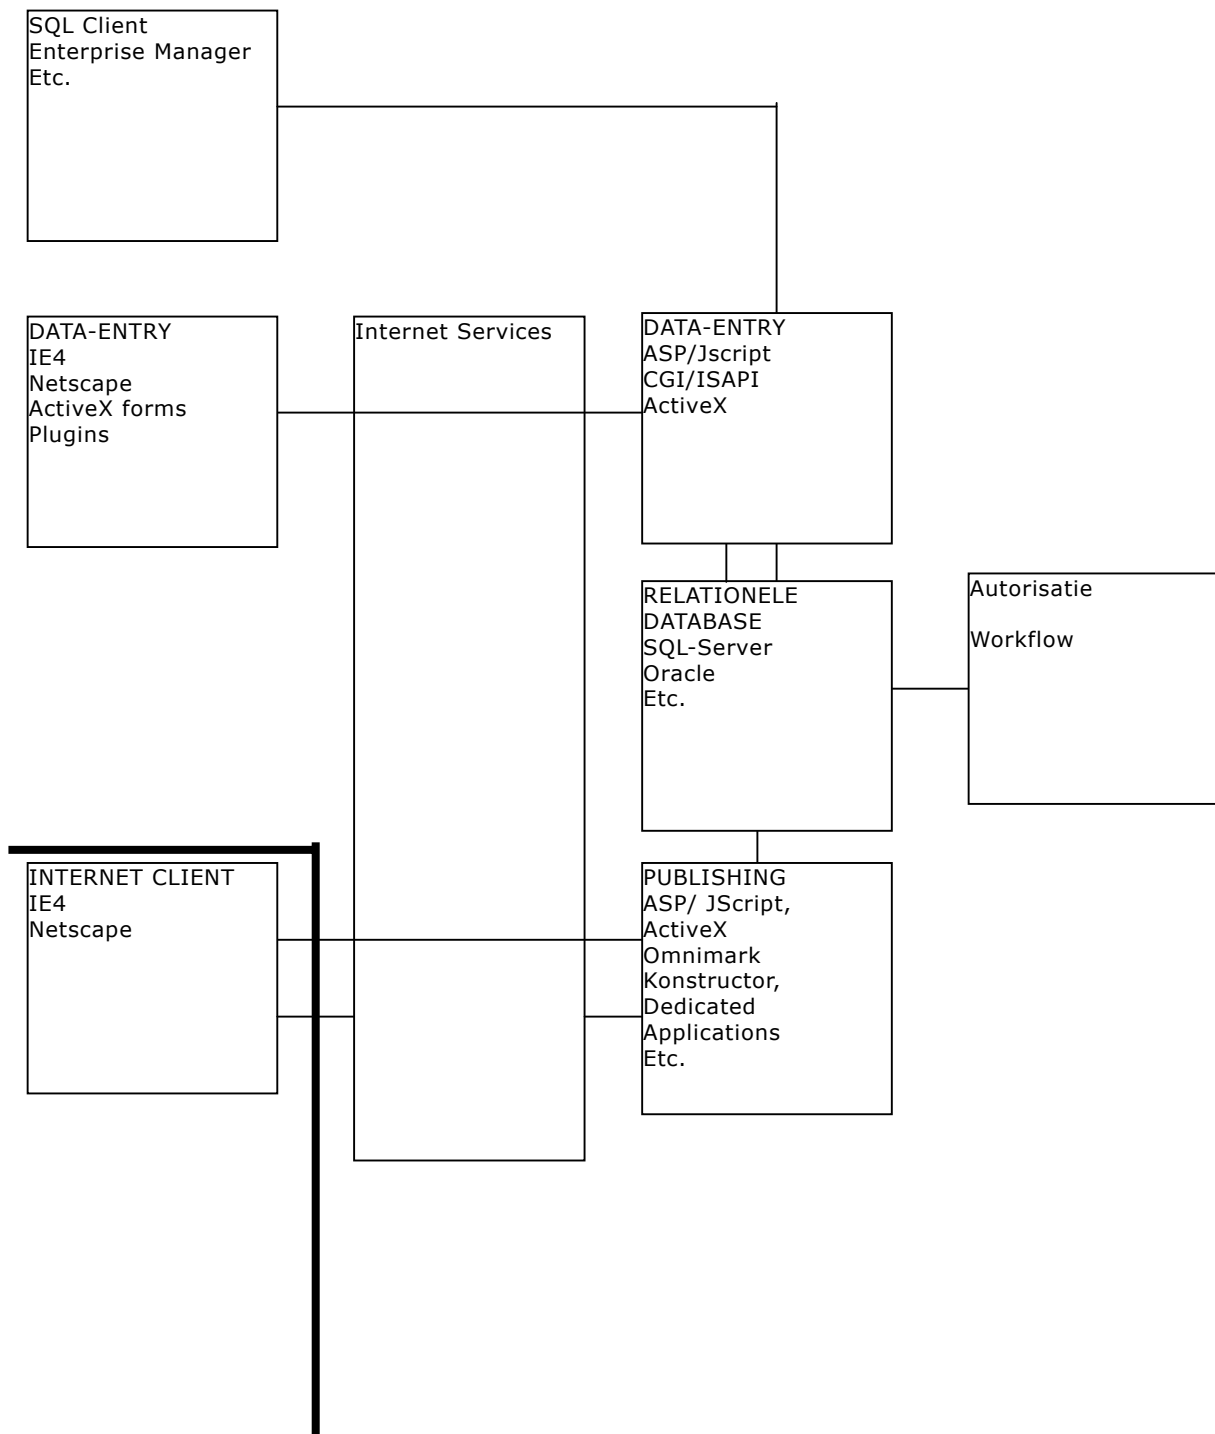 SQL Client
Enterprise Manager
Etc.
DATA-ENTRY
IE4
Netscape
ActiveX forms
Plugins
Internet Services
DATA-ENTRY
ASP/Jscript
CGI/ISAPI
ActiveX
RELATIONELE
DATABASE
SQL-Server
Oracle
Etc.
Autorisatie
Workflow
INTERNET CLIENT
IE4
Netscape
PUBLISHING
ASP/ JScript,
ActiveX
Omnimark
Konstructor,
Dedicated
Applications
Etc.